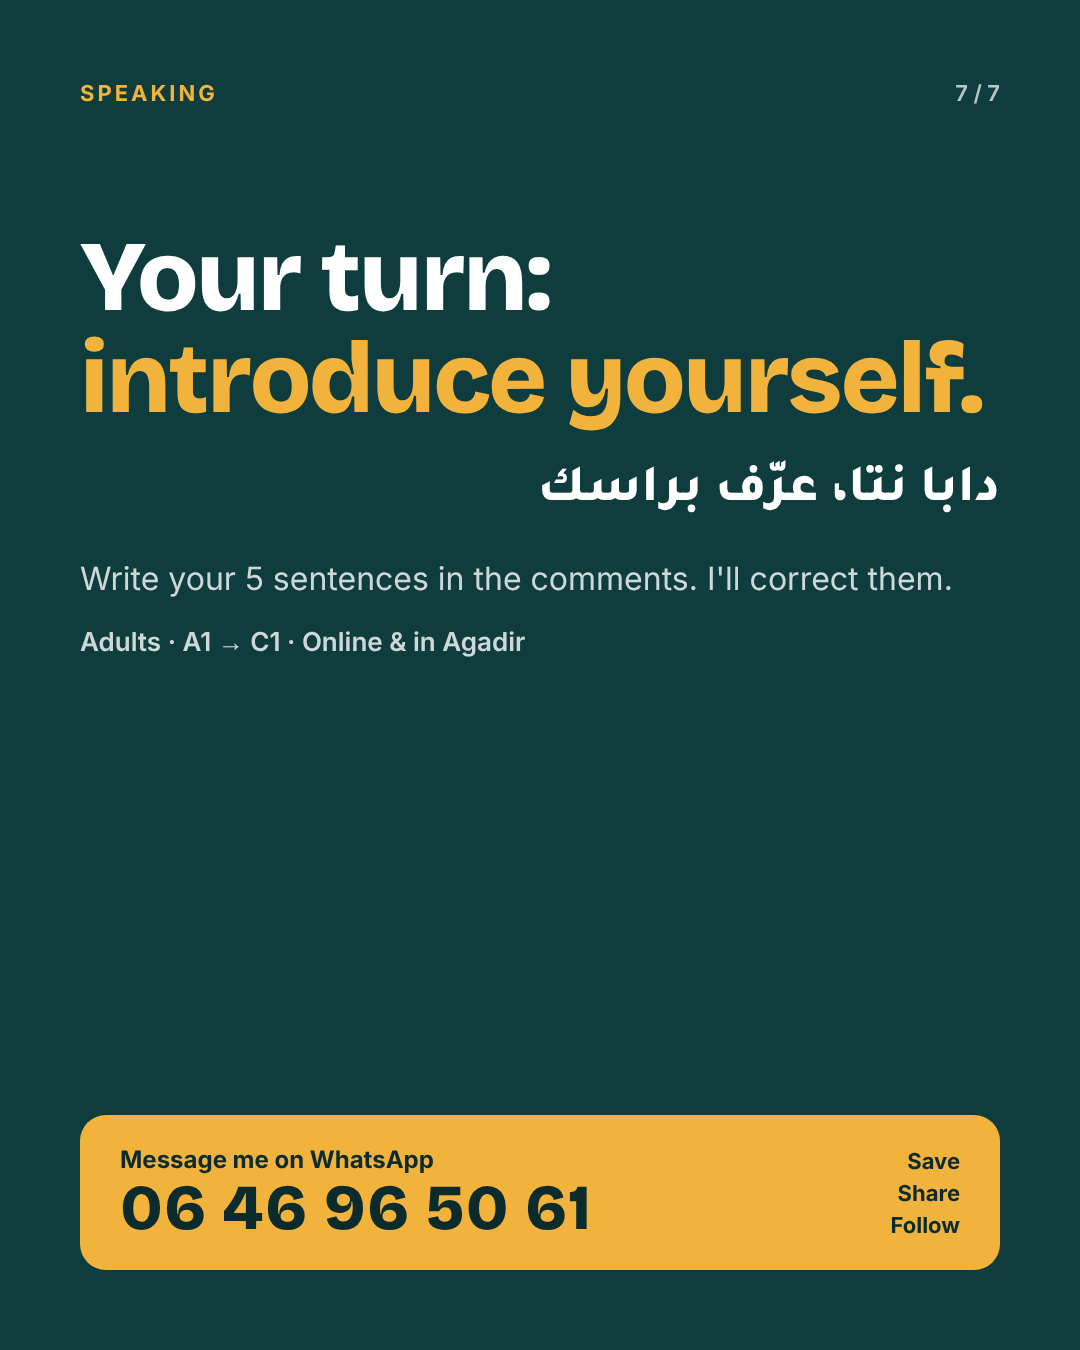 SPEAKING
7 / 7
Your turn:
introduce yourself.
دابا نتا، عرّف براسك
Write your 5 sentences in the comments. I'll correct them.
Adults · A1 → C1 · Online & in Agadir
Message me on WhatsApp
06 46 96 50 61
Save
Share
Follow